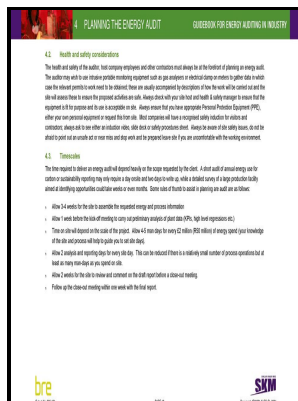 4 PLANNING THE ENERGY AUDIT
GUIDEBOOK FOR ENERGY AUDITING IN INDUSTRY
4.2. Health and safety considerations
The health and safety of the auditor, host company employees and other contractors must always be at the forefront of planning an energy audit.
The auditor may wish to use intrusive portable monitoring equipment such as gas analysers or electrical clamp on meters to gather data in which
case the relevant permits to work need to be obtained; these are usually accompanied by descriptions of how the work will be carried out and the
site will assess these to ensure the proposed activities are safe. Always check with your site host and health & safety manager to ensure that the
equipment is fit for purpose and its use is acceptable on site. Always ensure that you have appropriate Personal Protection Equipment (PPE),
either your own personal equipment or request this from site. Most companies will have a recognised safety induction for visitors and
contractors; always ask to see either an induction video, slide deck or safety procedures sheet. Always be aware of site safety issues, do not be
afraid to point out an unsafe act or near miss and stop work and be prepared leave site if you are uncomfortable with the working environment.
4.3. Timescales
The time required to deliver an energy audit will depend heavily on the scope requested by the client. A short audit of annual energy use for
carbon or sustainability reporting may only require a day onsite and two days to write up, while a detailed survey of a large production facility
aimed at identifying opportunities could take weeks or even months. Some rules of thumb to assist in planning are audit are as follows:
› Allow 3-4 weeks for the site to assemble the requested energy and process information
› Allow 1 week before the kick-off meeting to carry out preliminary analysis of plant data (KPIs, high level regressions etc.)
› Time on site will depend on the scale of the project. Allow 4-5 man days for every £2 million (R30 million) of energy spend (your knowledge
of the site and process will help to guide you to set site days).
› Allow 2 analysis and reporting days for every site day. This can be reduced if there is a relatively small number of process operations but at
least as many man-days as you spend on site.
› Allow 2 weeks for the site to review and comment on the draft report before a close-out meeting.
› Follow up the close-out meeting within one week with the final report.
bre
SKM